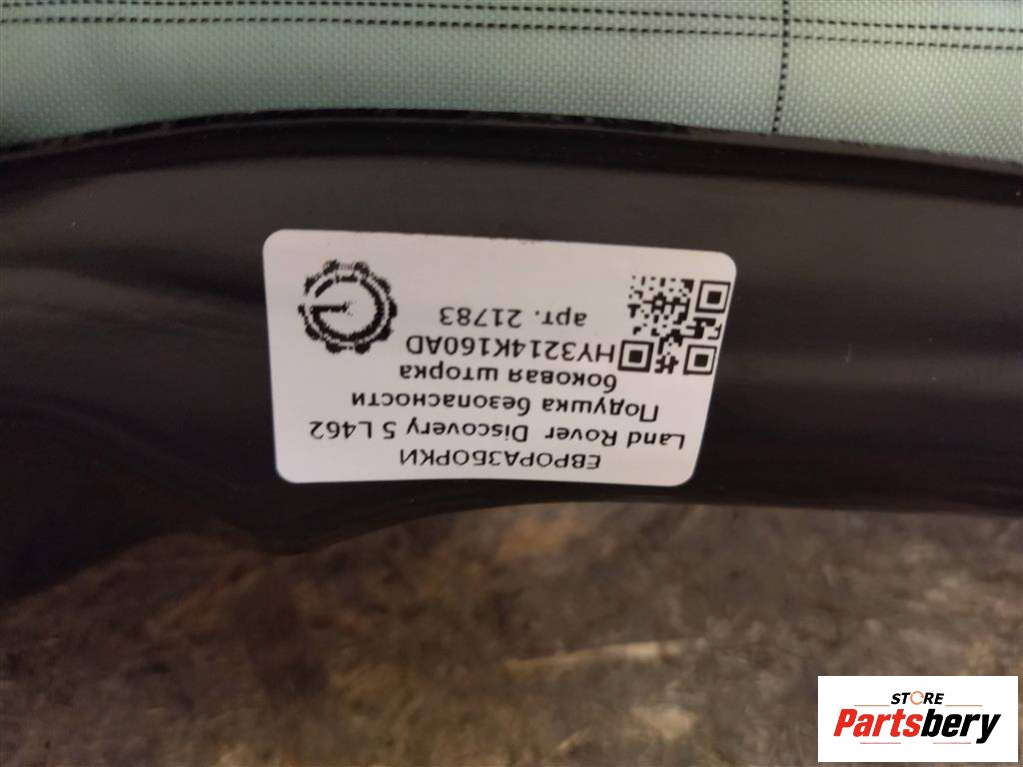 ЕВРОРАЗБОРКИ
Land Rover Discovery 5 L462
Подушка безопасности
боковая шторка
HY3214K160AD
арт. 21783
STORE
Partsbery